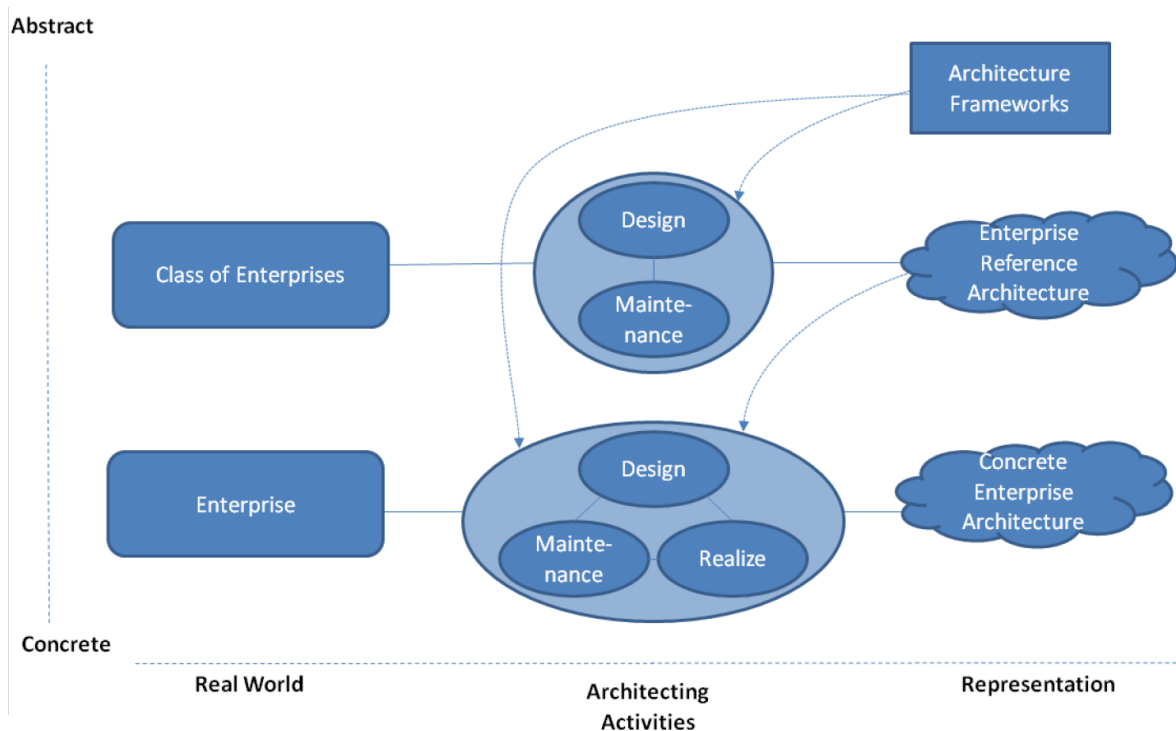 Abstract
Architecture
Frameworks
Design
Class of Enterprises
Mainte-
nance
Enterprise
Reference
Architecture
Design
Enterprise
Mainte-
nance
Realize
Concrete
Enterprise
Architecture
Concrete
Real World
Architecting
Activities
Representation